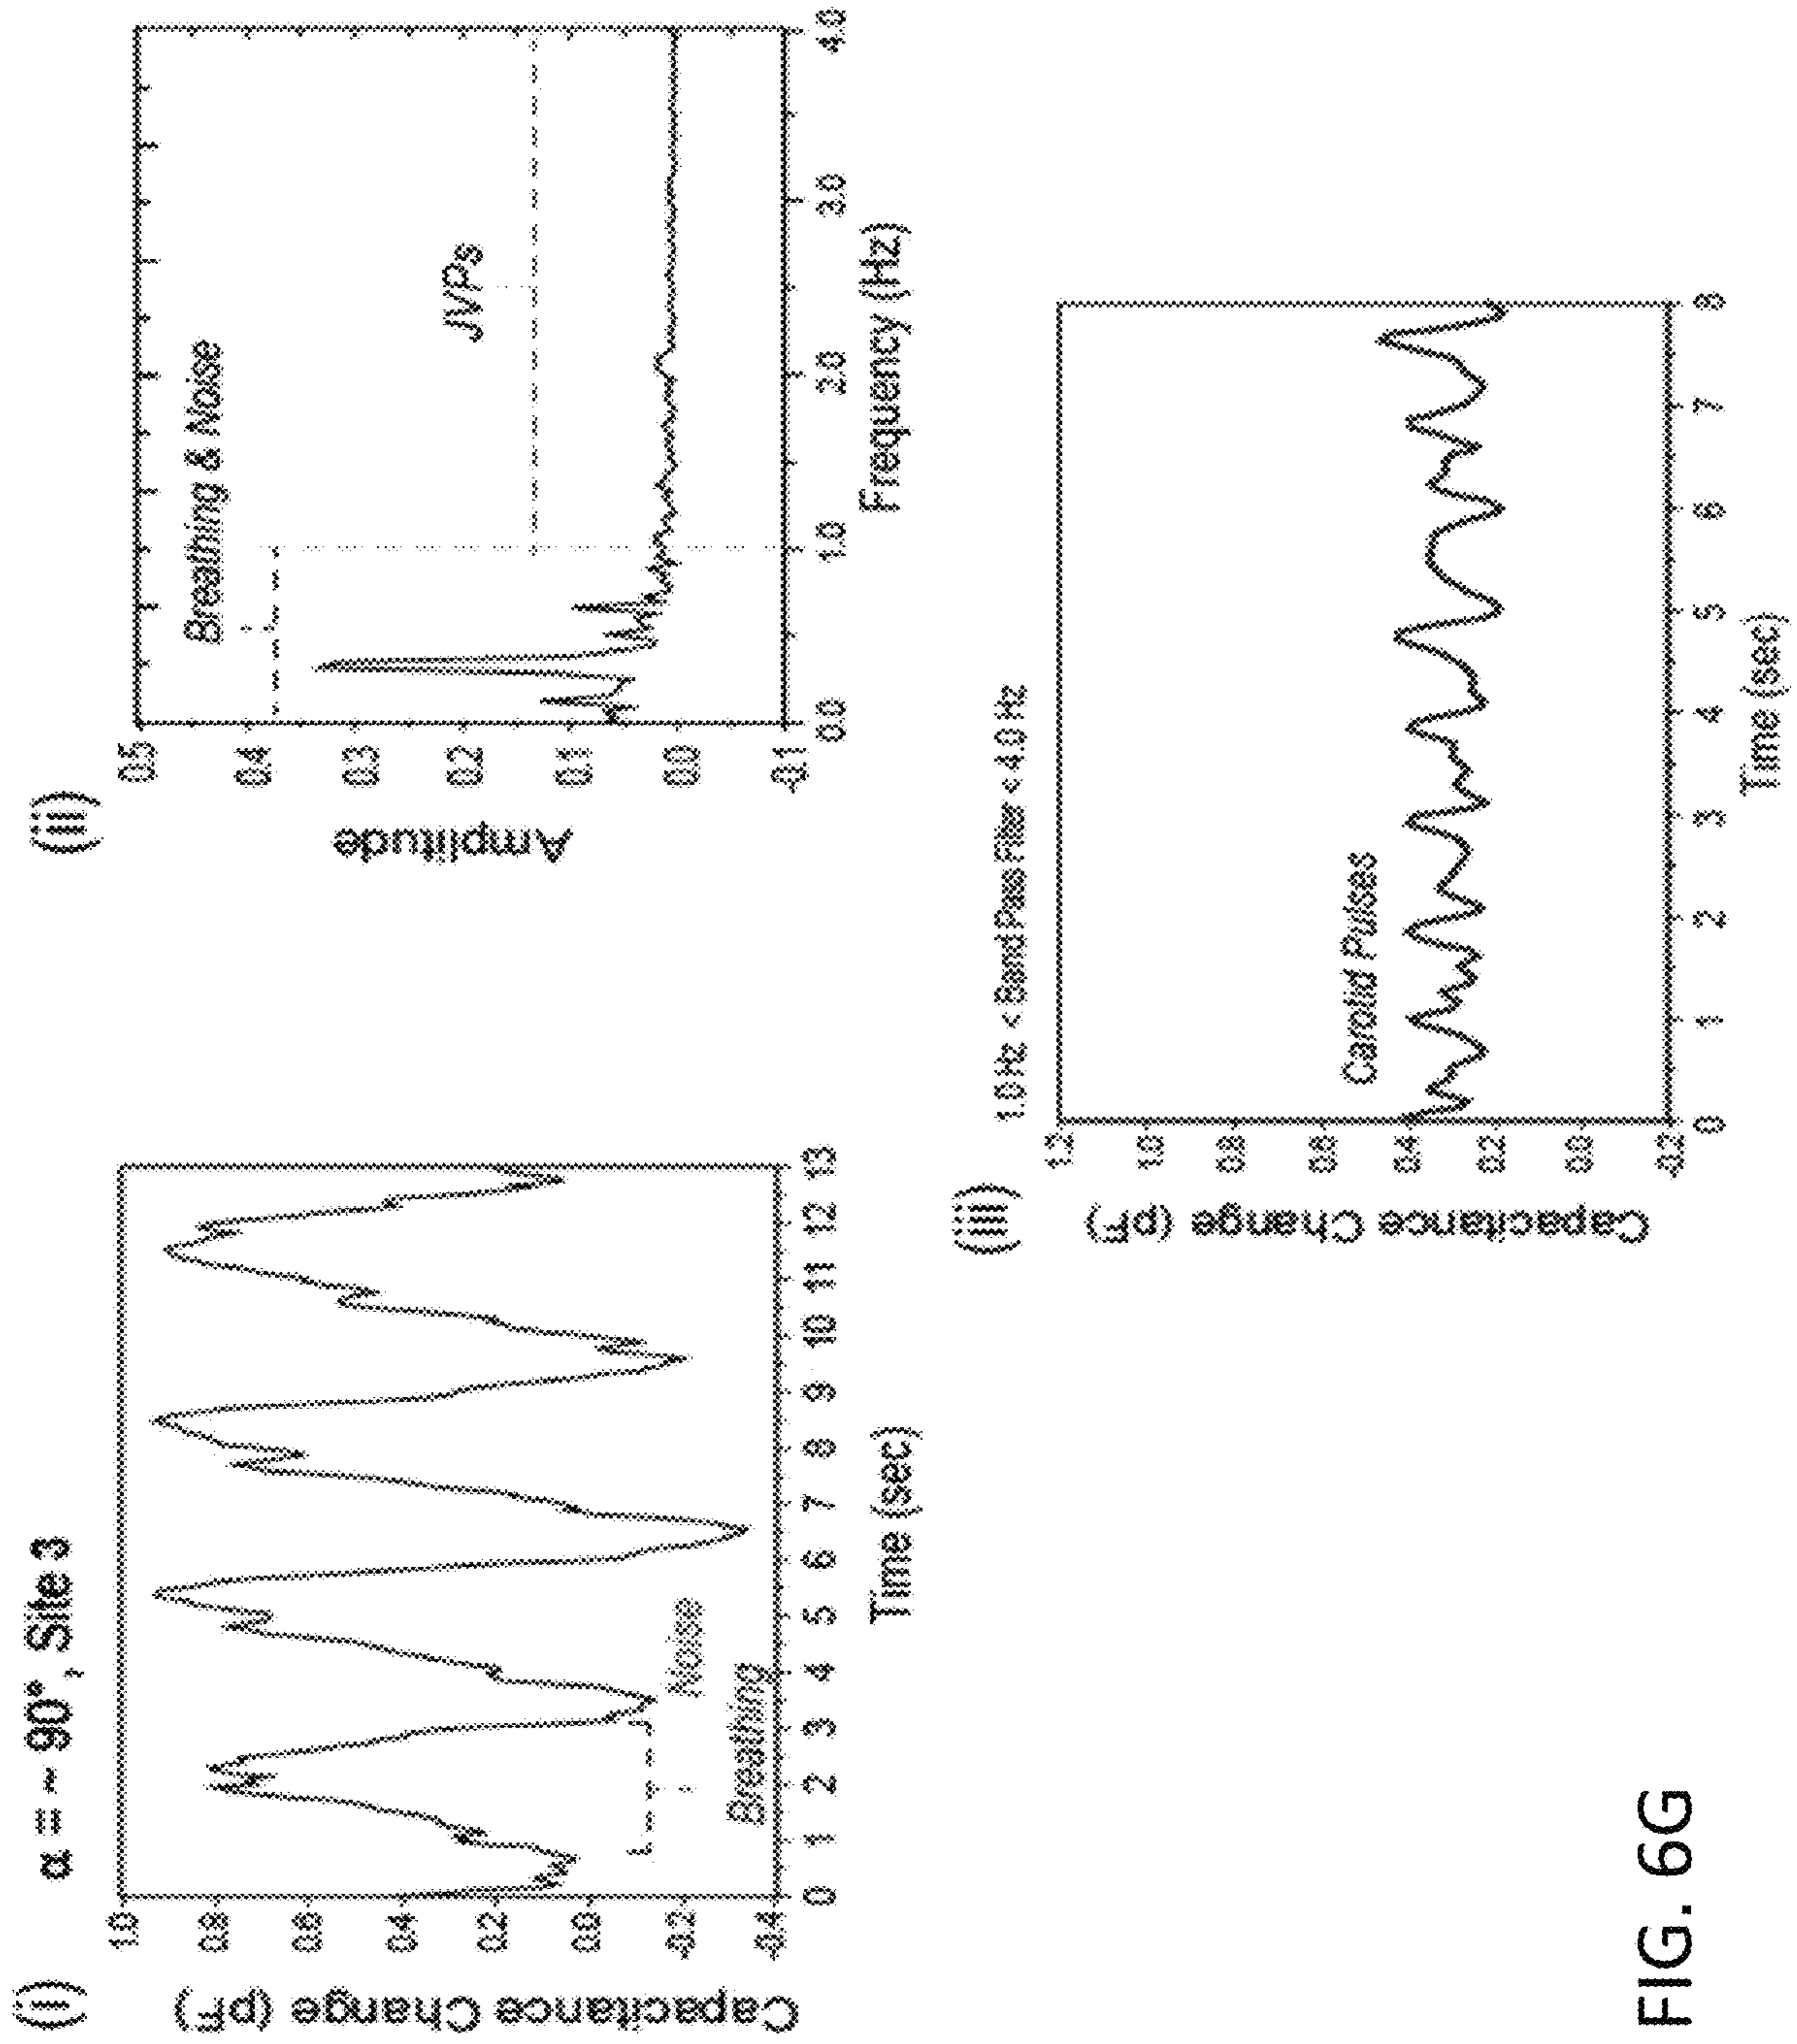 (i)
α = ~ 90°, Site 3
Capacitance Change (pF)
1.0
0.8
0.6
0.4
0.2
0.0
-0.2
-0.4
Noise
Breathing
0 1 2 3 4 5 6 7 8 9 10 11 12 13
Time (sec)
(ii)
Amplitude
0.5
0.4
0.3
0.2
0.1
0.0
-0.1
Breathing & Noise
JVPs
0.0 1.0 2.0 3.0 4.0
Frequency (Hz)
(iii)
1.0 Hz < Band Pass Filter < 4.0 Hz
Capacitance Change (pF)
1.2
1.0
0.8
0.6
0.4
0.2
0.0
-0.2
Carotid Pulses
0 1 2 3 4 5 6 7 8
Time (sec)
FIG. 6G